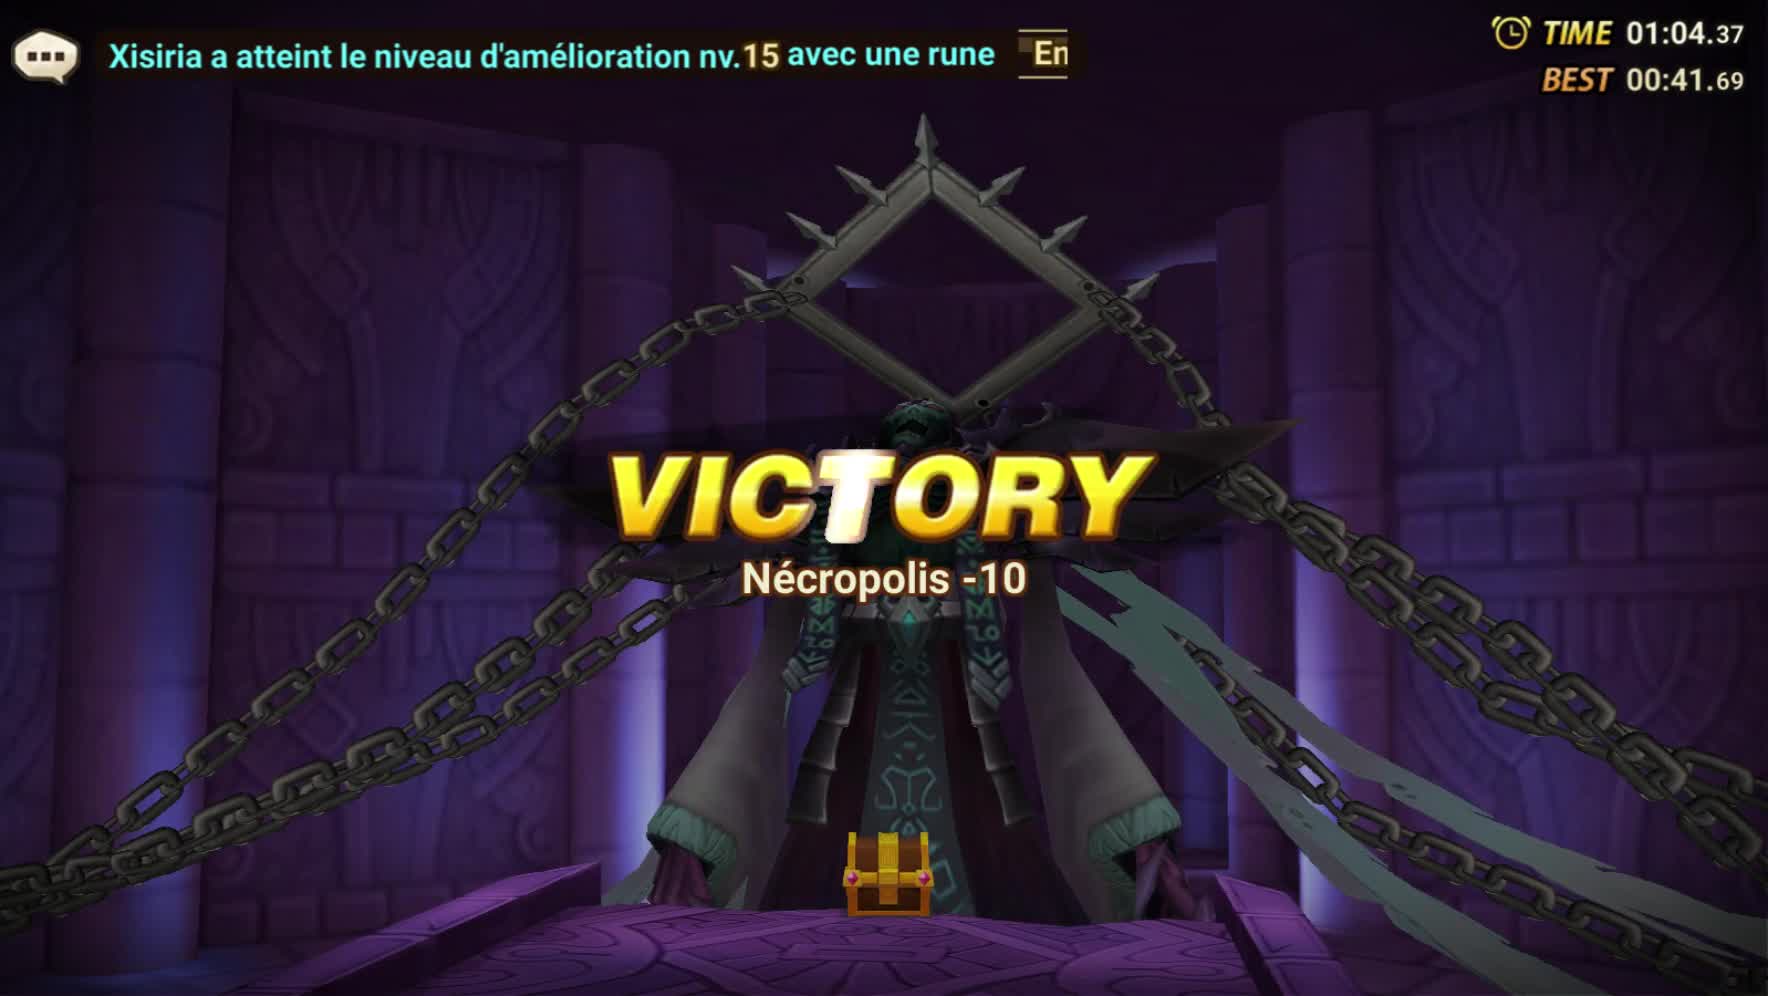 Xisiria a atteint le niveau d'amélioration nv.15 avec une rune En
TIME 01:04.37
BEST 00:41.69
VICTORY
Nécropolis -10